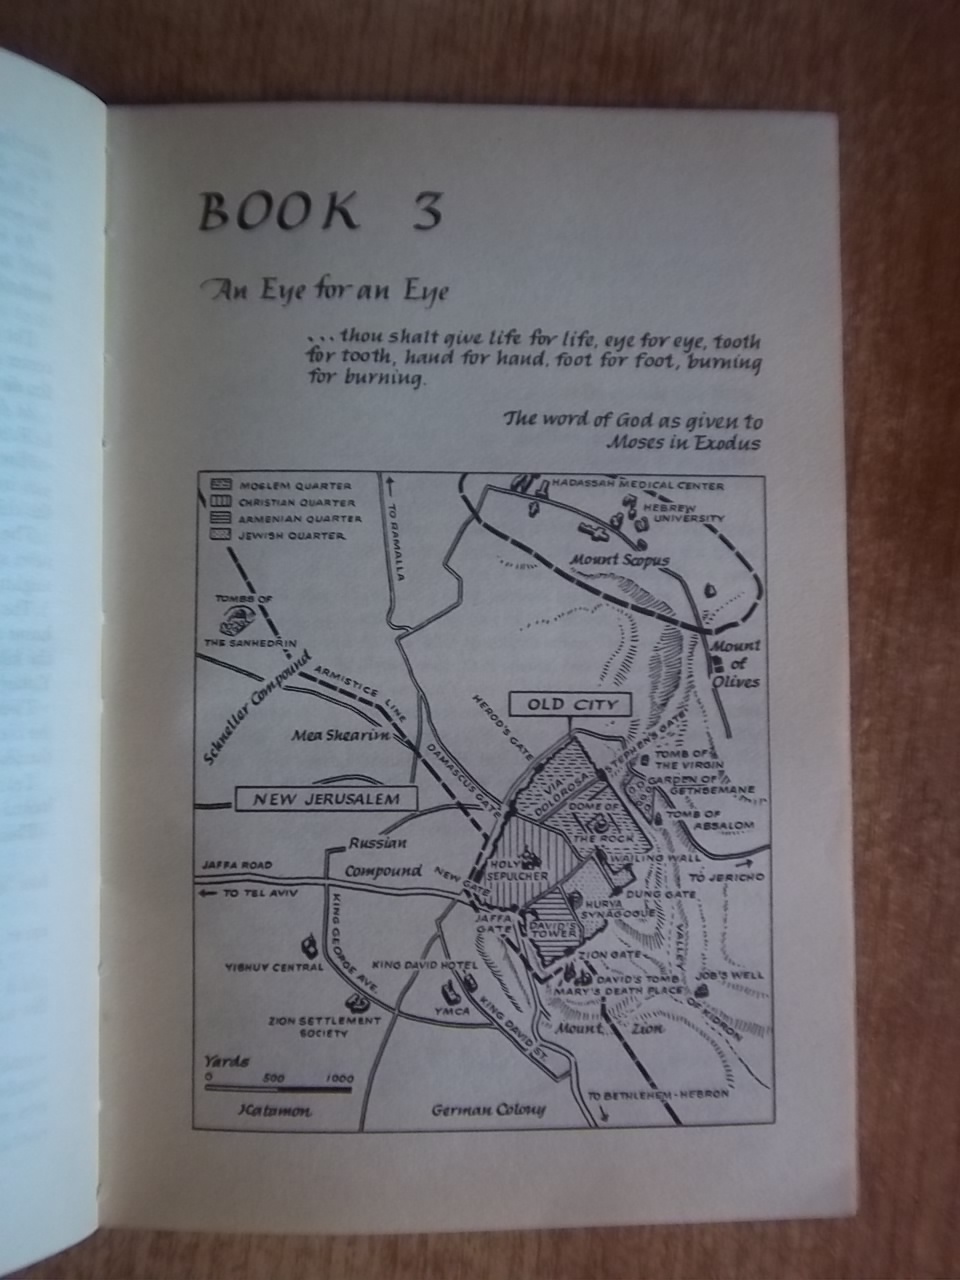 BOOK 3
An Eye for an Eye
... thou shalt give life for life, eye for eye, tooth
for tooth, hand for hand, foot for foot, burning
for burning.
The word of God as given to
Moses in Exodus
MOSLEM QUARTER
CHRISTIAN QUARTER
ARMENIAN QUARTER
JEWISH QUARTER
TO RAMALLA
HADASSAH MEDICAL CENTER
HEBREW
UNIVERSITY
Mount Scopus
TOMBS OF
THE SANHEDRIN
Mount
of
Olives
Schneller Compound
ARMISTICE LINE
Mea Shearim
HEROD'S GATE
OLD CITY
DAMASCUS GATE
STEPHEN'S GATE
TOMB OF
THE VIRGIN
GARDEN OF
GETHSEMANE
TOMB OF
ABSALOM
VIA
DOLOROSA
DOME OF
THE ROCK
NEW JERUSALEM
Russian
Compound
HOLY
SEPULCHER
WAILING WALL
TO JERICHO
JAFFA ROAD
TO TEL AVIV
NEW GATE
DUNG GATE
HURVA
SYNAGOGUE
JAFFA
GATE
DAVID'S
TOWER
KING GEORGE AVE.
YISHUV CENTRAL
KING DAVID HOTEL
ZION GATE
DAVID'S TOMB
MARY'S DEATH PLACE
JOB'S WELL
VALLEY
OF KIDRON
YMCA
KING DAVID ST.
ZION SETTLEMENT
SOCIETY
Mount Zion
Yards
0 500 1000
Katamon
German Colony
TO BETHLEHEM-HEBRON